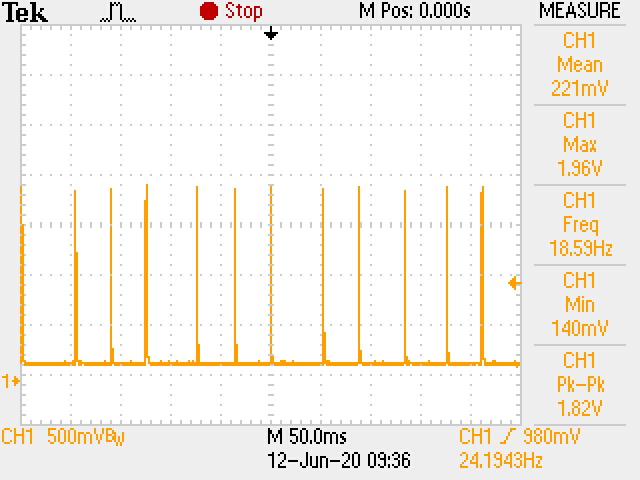 Tek Stop M Pos: 0.000s MEASURE
CH1
Mean
221mV
CH1
Max
1.96V
CH1
Freq
18.59Hz
CH1
Min
140mV
CH1
Pk-Pk
1.82V
1
CH1 500mVBW M 50.0ms CH1 980mV
12-Jun-20 09:36 24.1943Hz